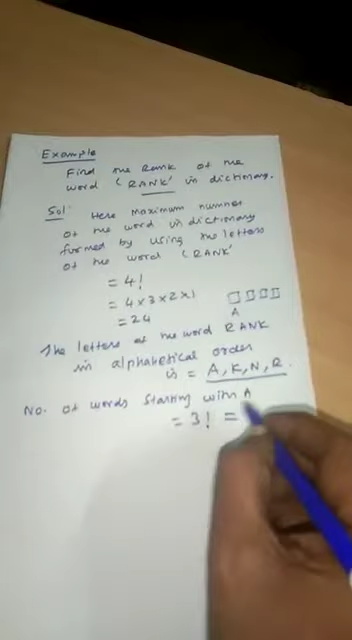 Example
Find the Rank of the
word 'RANK' in dictionary.
Sol: Here maximum number
of the word in dictionary
formed by using the letters
of the word 'RANK'
= 4!
= 4×3×2×1
= 24
A
The letters of the word RANK
in alphabetical order
is = A, K, N, R.
No. of words starting with A
= 3! =